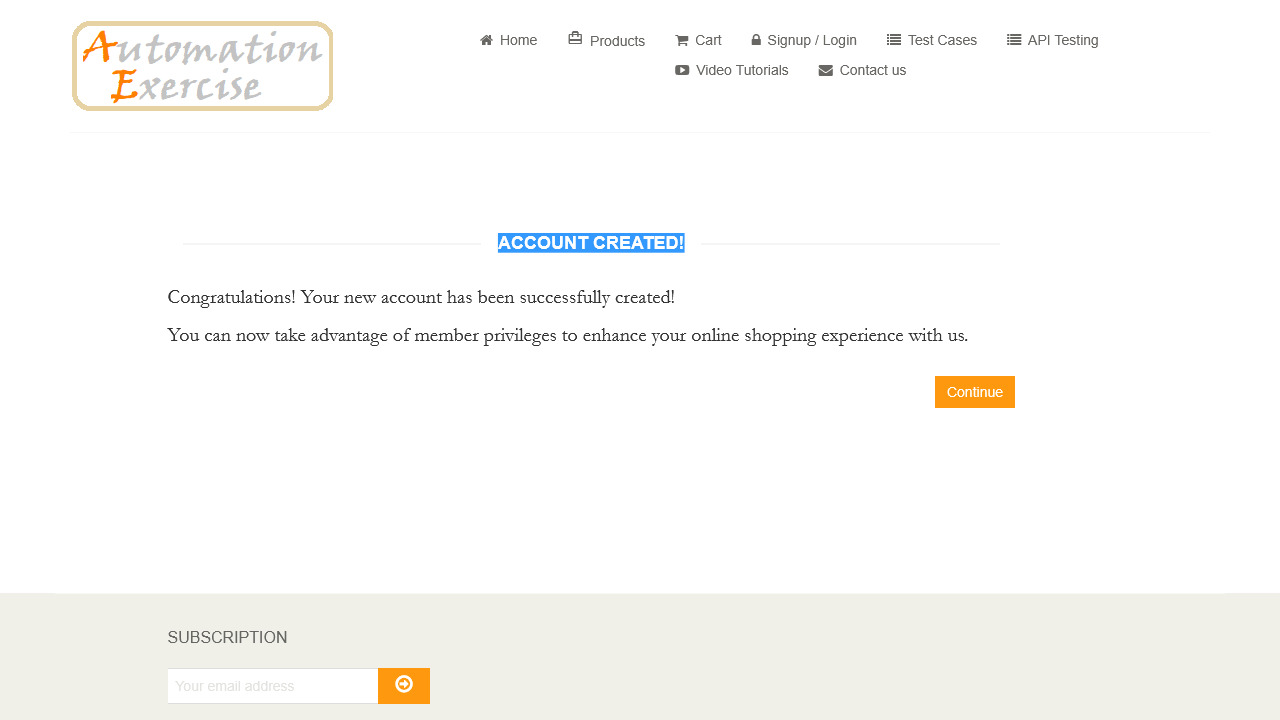 Automation
Exercise
Home
Products
Cart
Signup / Login
Test Cases
API Testing
Video Tutorials
Contact us
ACCOUNT CREATED!
Congratulations! Your new account has been successfully created!
You can now take advantage of member privileges to enhance your online shopping experience with us.
Continue
SUBSCRIPTION
Your email address